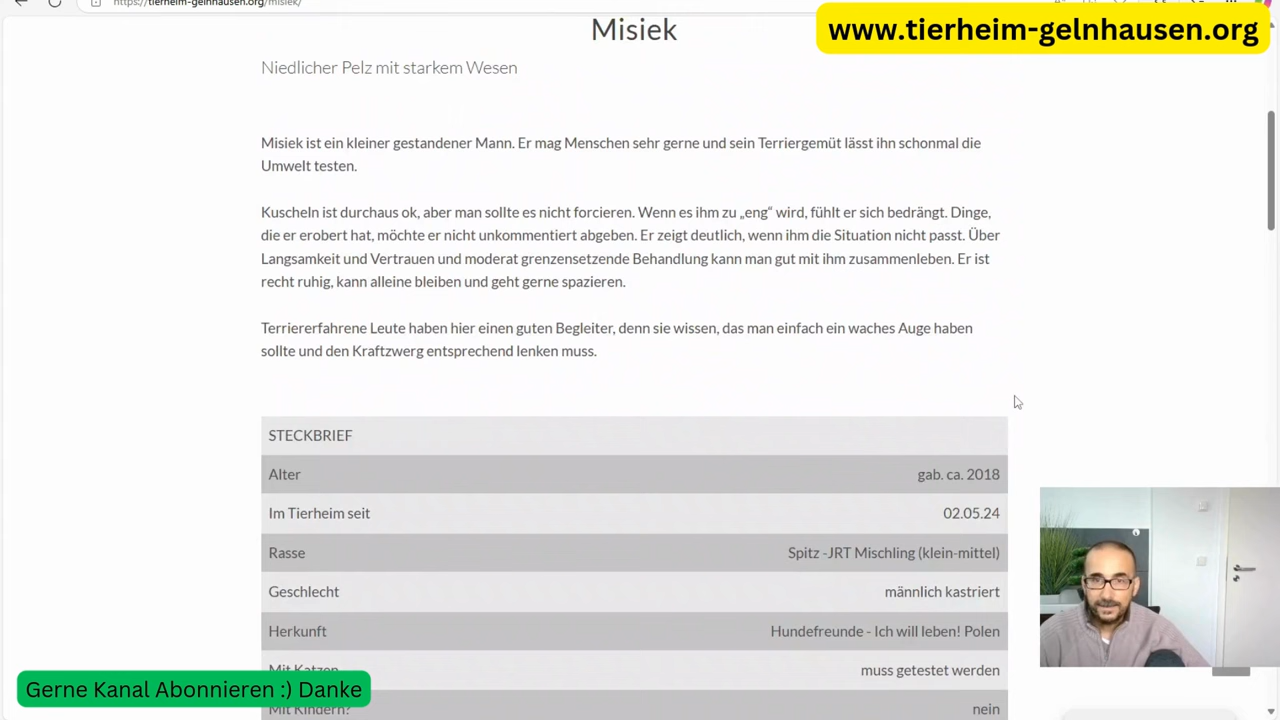 https://tierheim-gelnhausen.org/misiek/
www.tierheim-gelnhausen.org
Misiek
Niedlicher Pelz mit starkem Wesen
Misiek ist ein kleiner gestandener Mann. Er mag Menschen sehr gerne und sein Terriergemüt lässt ihn schonmal die
Umwelt testen.
Kuscheln ist durchaus ok, aber man sollte es nicht forcieren. Wenn es ihm zu „eng“ wird, fühlt er sich bedrängt. Dinge,
die er erobert hat, möchte er nicht unkommentiert abgeben. Er zeigt deutlich, wenn ihm die Situation nicht passt. Über
Langsamkeit und Vertrauen und moderat grenzensetzende Behandlung kann man gut mit ihm zusammenleben. Er ist
recht ruhig, kann alleine bleiben und geht gerne spazieren.
Terriererfahrene Leute haben hier einen guten Begleiter, denn sie wissen, das man einfach ein waches Auge haben
sollte und den Kraftzwerg entsprechend lenken muss.
STECKBRIEF
Alter gab. ca. 2018
Im Tierheim seit 02.05.24
Rasse Spitz -JRT Mischling (klein-mittel)
Geschlecht männlich kastriert
Herkunft Hundefreunde - Ich will leben! Polen
Mit Katzen muss getestet werden
Gerne Kanal Abonnieren :) Danke
Mit Kindern? nein